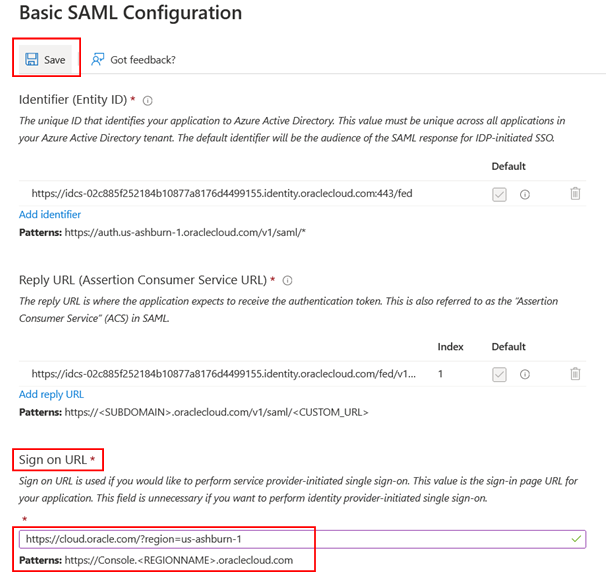 Basic SAML Configuration
Save
Got feedback?
Identifier (Entity ID) *
The unique ID that identifies your application to Azure Active Directory. This value must be unique across all applications in
your Azure Active Directory tenant. The default identifier will be the audience of the SAML response for IDP-initiated SSO.
Default
https://idcs-02c885f252184b10877a8176d4499155.identity.oraclecloud.com:443/fed
Add identifier
Patterns: https://auth.us-ashburn-1.oraclecloud.com/v1/saml/*
Reply URL (Assertion Consumer Service URL) *
The reply URL is where the application expects to receive the authentication token. This is also referred to as the "Assertion
Consumer Service" (ACS) in SAML.
Index Default
https://idcs-02c885f252184b10877a8176d4499155.identity.oraclecloud.com/fed/v1... 1
Add reply URL
Patterns: https://<SUBDOMAIN>.oraclecloud.com/v1/saml/<CUSTOM_URL>
Sign on URL *
Sign on URL is used if you would like to perform service provider-initiated single sign-on. This value is the sign-in page URL for
your application. This field is unnecessary if you want to perform identity provider-initiated single sign-on.
*
https://cloud.oracle.com/?region=us-ashburn-1
Patterns: https://Console.<REGIONNAME>.oraclecloud.com